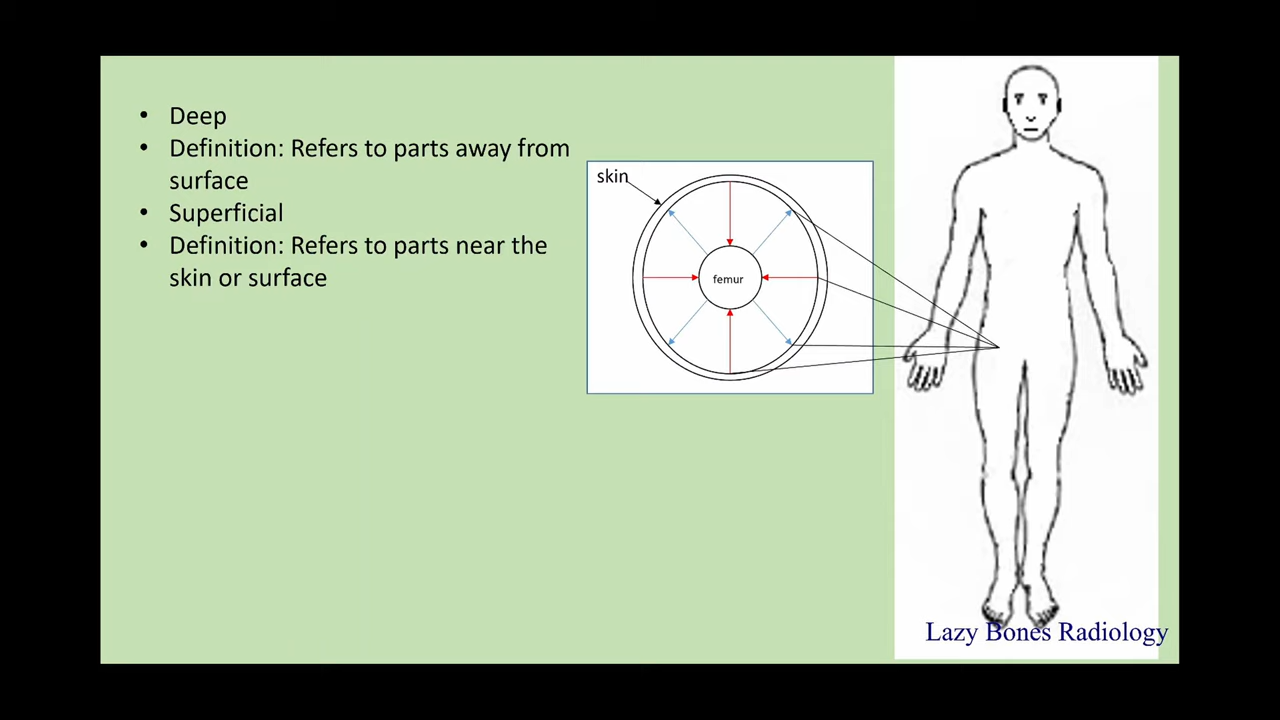 • Deep
• Definition: Refers to parts away from
surface
• Superficial
• Definition: Refers to parts near the
skin or surface
skin
femur
Lazy Bones Radiology